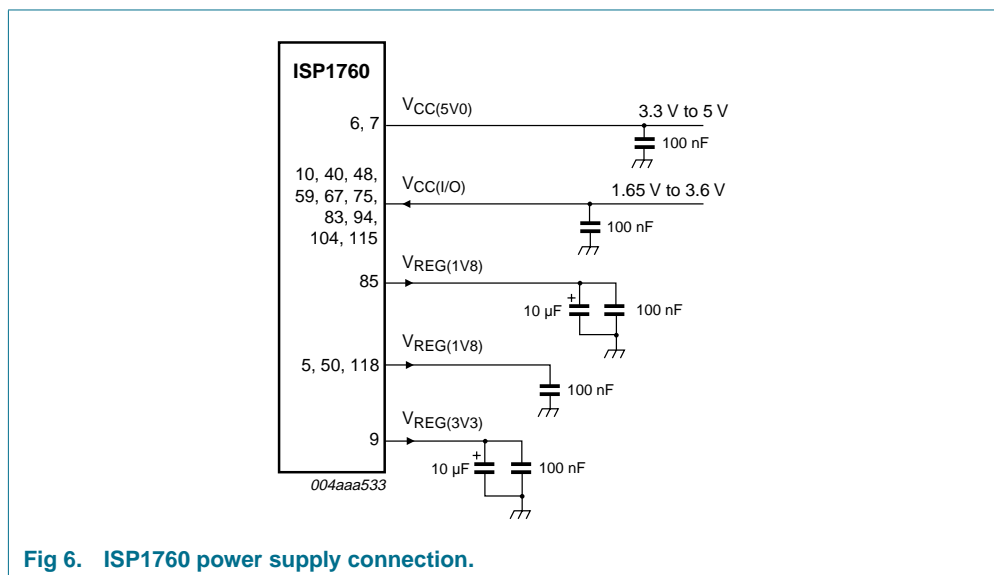 ISP1760
VCC(5V0)
3.3 V to 5 V
6, 7
100 nF
10, 40, 48,
59, 67, 75,
83, 94,
104, 115
VCC(I/O)
1.65 V to 3.6 V
100 nF
85
VREG(1V8)
+
10 µF
100 nF
5, 50, 118
VREG(1V8)
100 nF
9
VREG(3V3)
+
10 µF
100 nF
004aaa533
Fig 6. ISP1760 power supply connection.